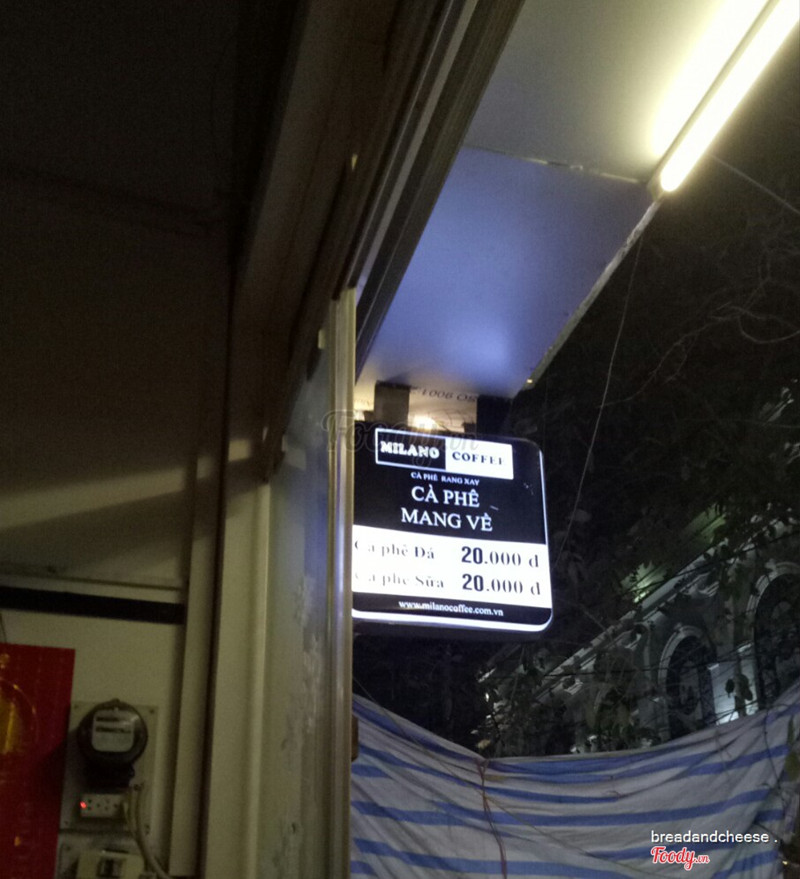 MILANO COFFEE
CÀ PHÊ RANG XAY
CÀ PHÊ
MANG VỀ
Cà phê Đá 20.000 đ
Cà phê Sữa 20.000 đ
www.milanocoffee.com.vn
breadandcheese .
Foody.vn